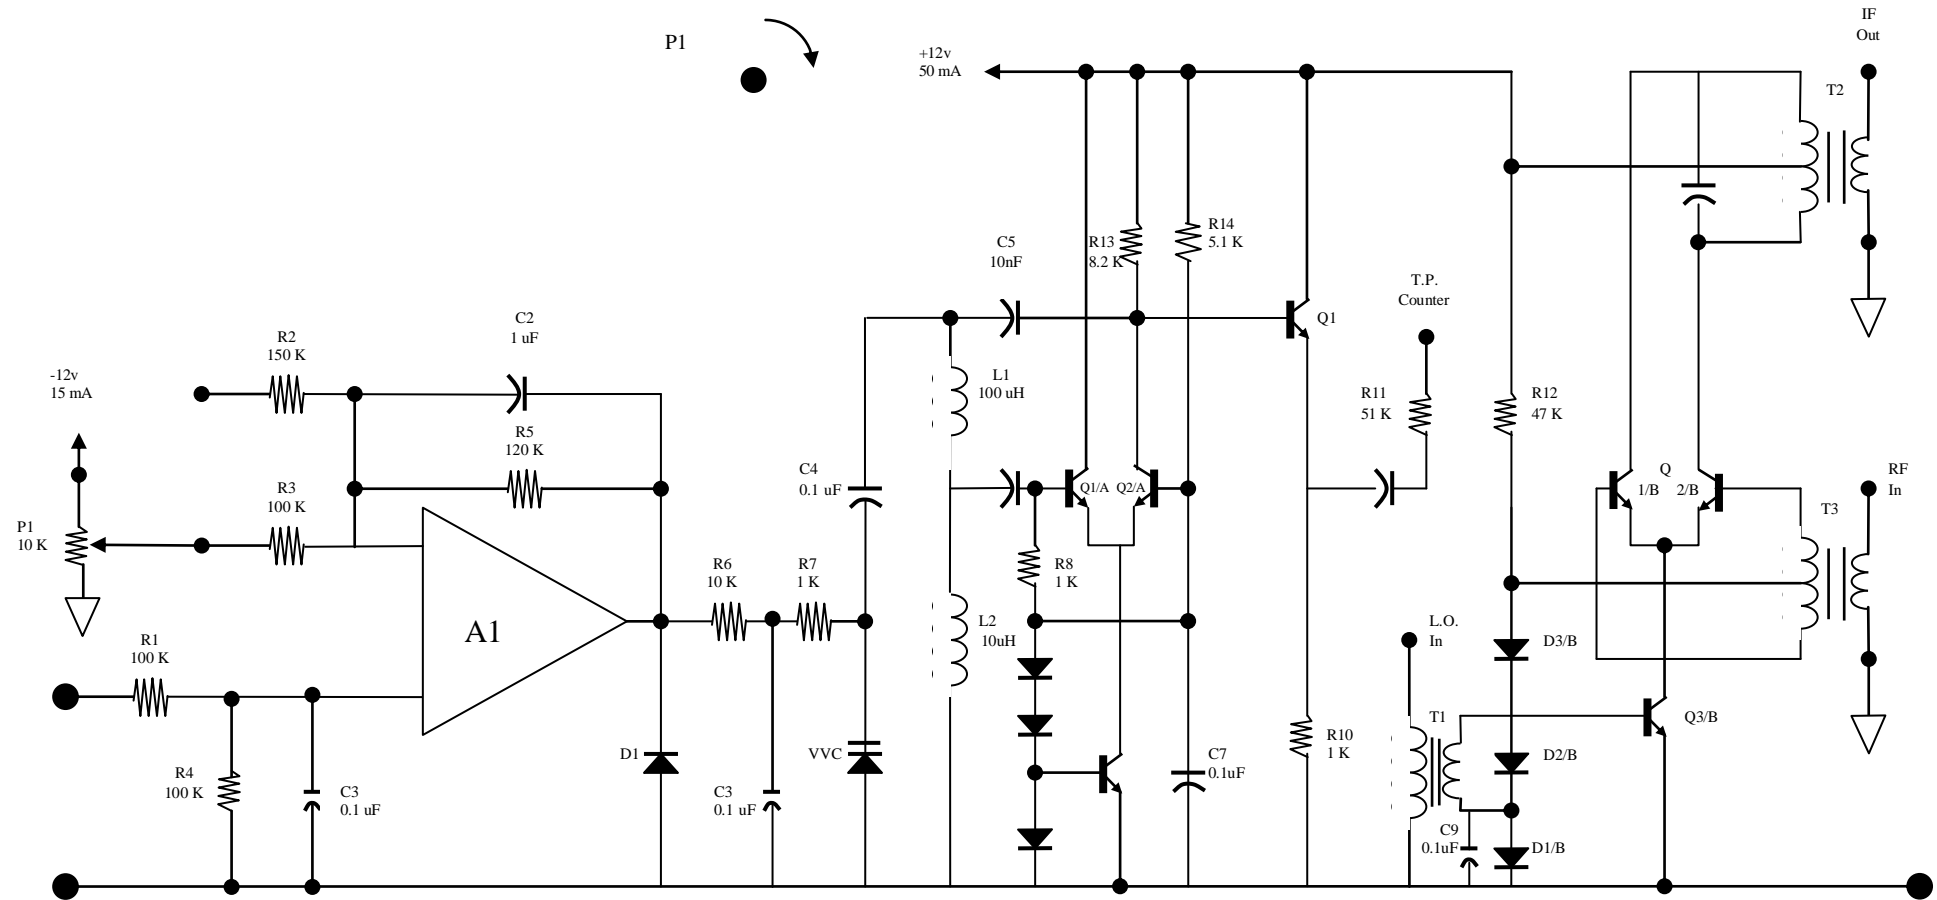 P1
+12v
50 mA
IF
Out
T2
R13
8.2 K
R14
5.1 K
C5
10nF
T.P.
Counter
Q1
C2
1 uF
R2
150 K
-12v
15 mA
L1
100 uH
R11
51 K
R12
47 K
R5
120 K
R3
100 K
C4
0.1 uF
Q1/A
Q2/A
Q
1/B
2/B
RF
In
T3
P1
10 K
R6
10 K
R7
1 K
R8
1 K
A1
L2
10uH
L.O.
In
D3/B
R1
100 K
T1
Q3/B
R10
1 K
D1
VVC
C7
0.1uF
D2/B
R4
100 K
C3
0.1 uF
C3
0.1 uF
C9
0.1uF
D1/B